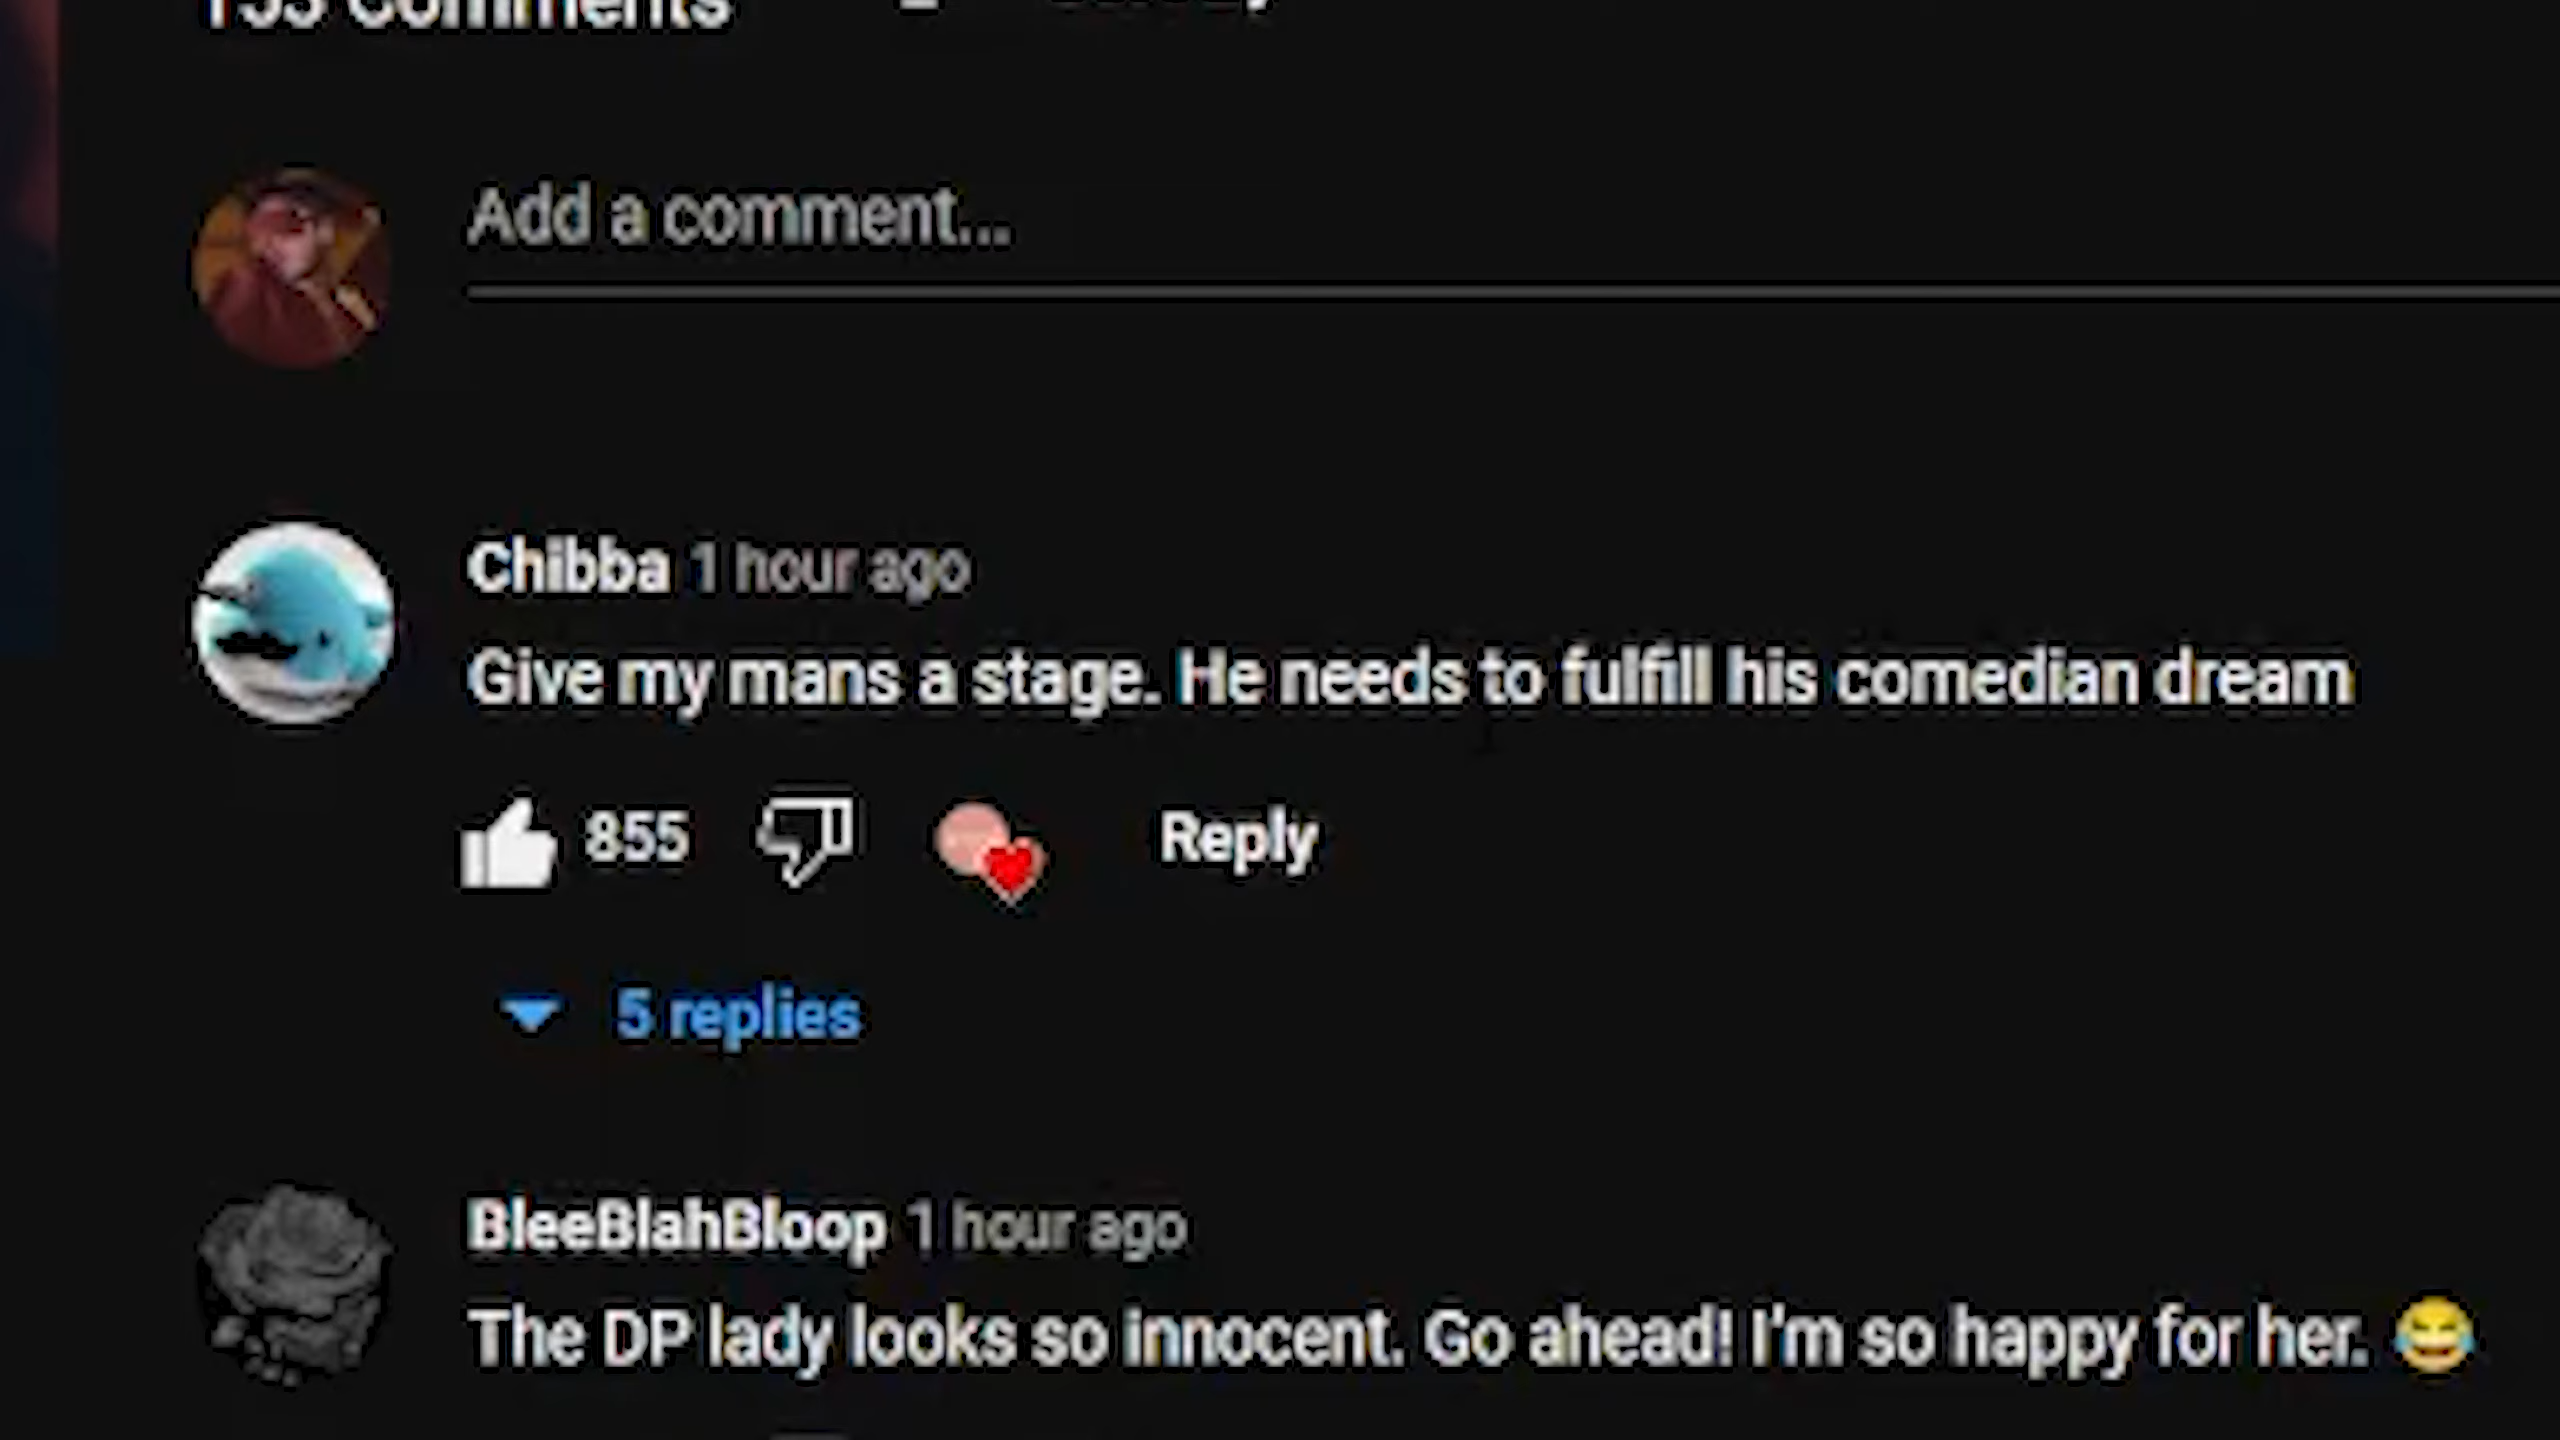 Comments
Add a comment...
Chibba 1 hour ago
Give my mans a stage. He needs to fulfill his comedian dream
855 Reply
5 replies
BleeBlahBloop 1 hour ago
The DP lady looks so innocent. Go ahead! I'm so happy for her. 😂